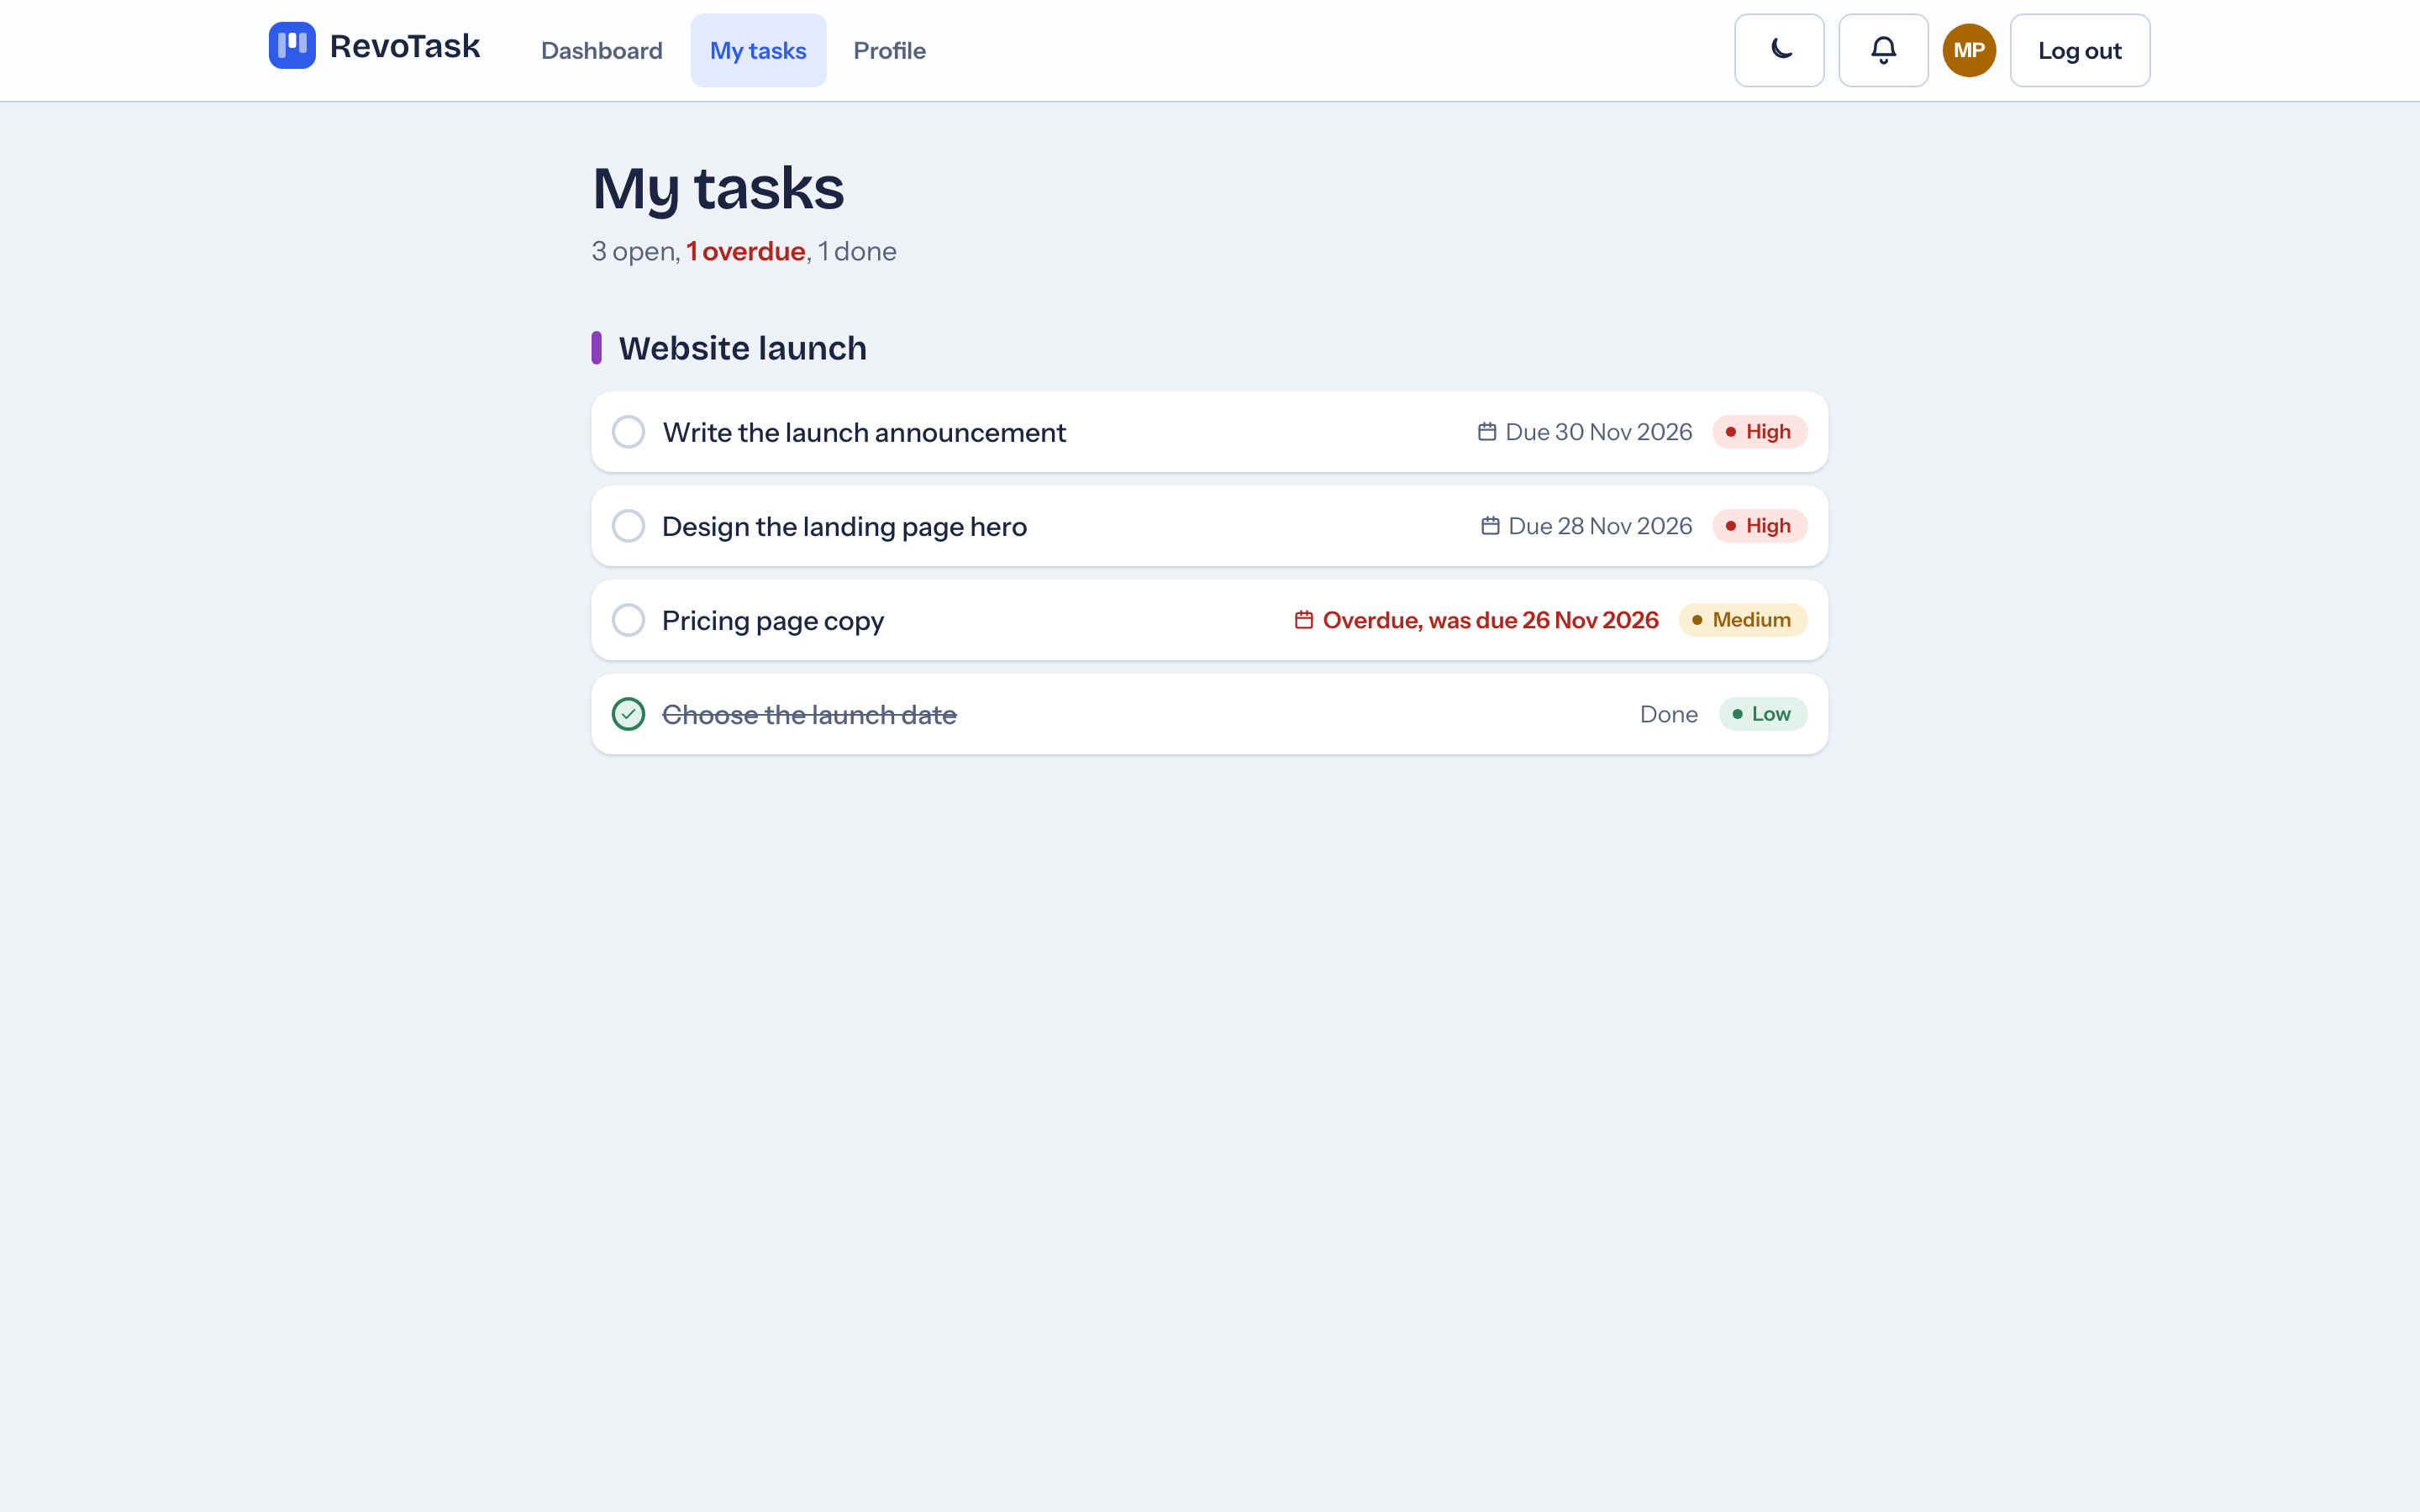 RevoTask Dashboard My tasks Profile MP Log out
My tasks
3 open, 1 overdue, 1 done
Website launch
Write the launch announcement Due 30 Nov 2026 High
Design the landing page hero Due 28 Nov 2026 High
Pricing page copy Overdue, was due 26 Nov 2026 Medium
Choose the launch date Done Low